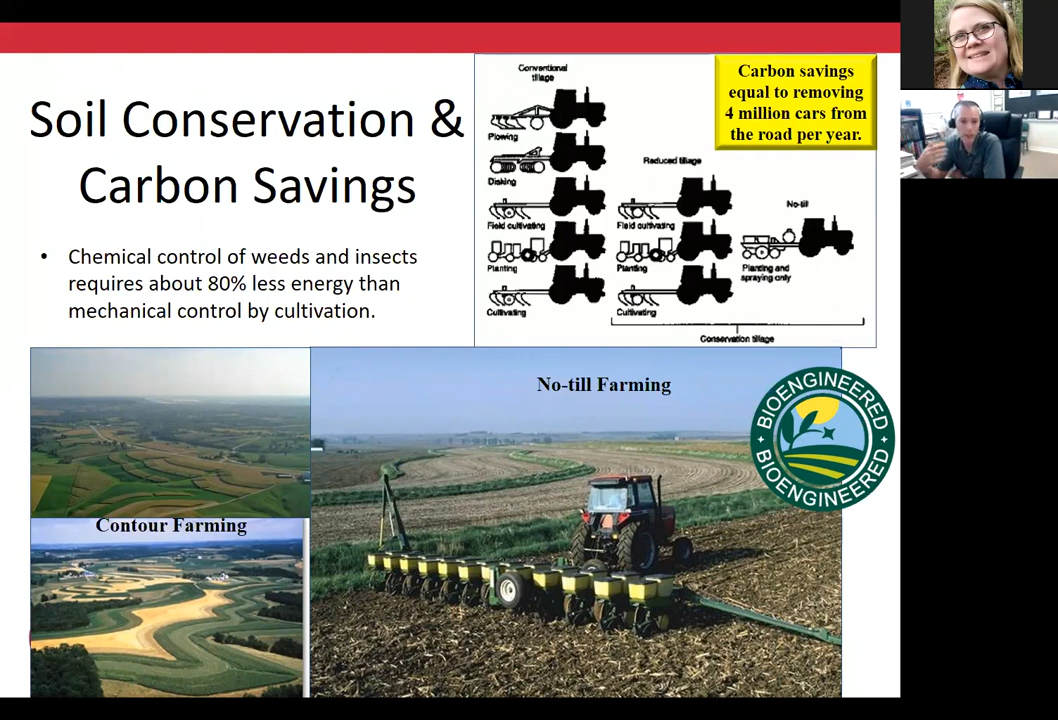 Soil Conservation &
Carbon Savings
• Chemical control of weeds and insects
requires about 80% less energy than
mechanical control by cultivation.
Conventional
tillage
Plowing
Disking
Field cultivating
Planting
Cultivating
Reduced tillage
Field cultivating
Planting
Cultivating
No-till
Planting and
spraying only
Conservation tillage
Carbon savings
equal to removing
4 million cars from
the road per year.
No-till Farming
BIOENGINEERED
BIOENGINEERED
Contour Farming